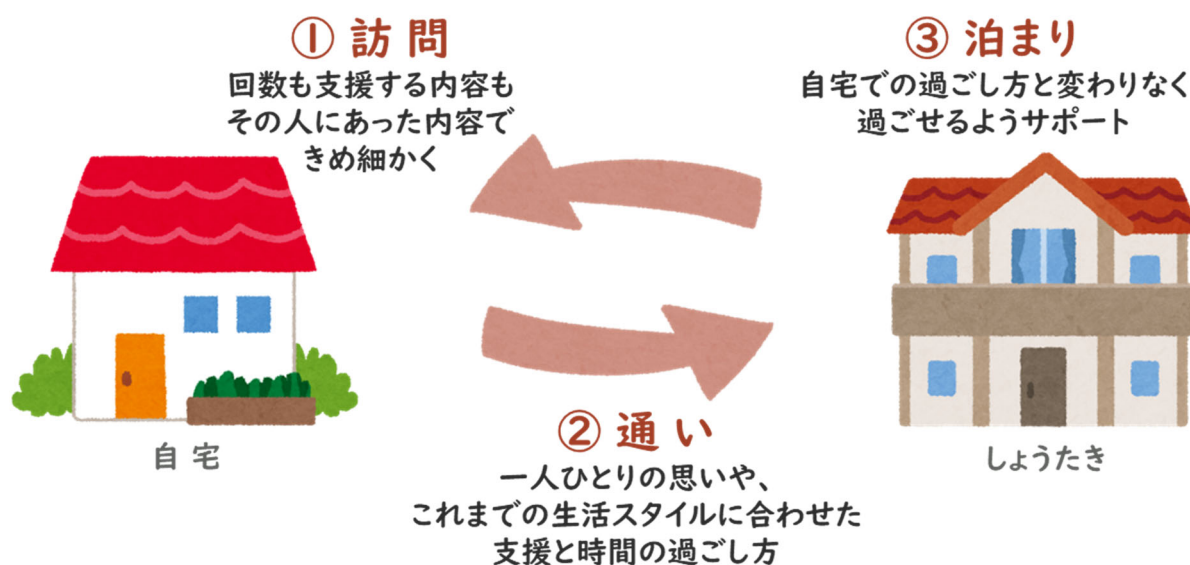 ① 訪問
回数も支援する内容も
その人にあった内容で
きめ細かく
③ 泊まり
自宅での過ごし方と変わりなく
過ごせるようサポート
自宅
しょうたき
② 通い
一人ひとりの思いや、
これまでの生活スタイルに合わせた
支援と時間の過ごし方